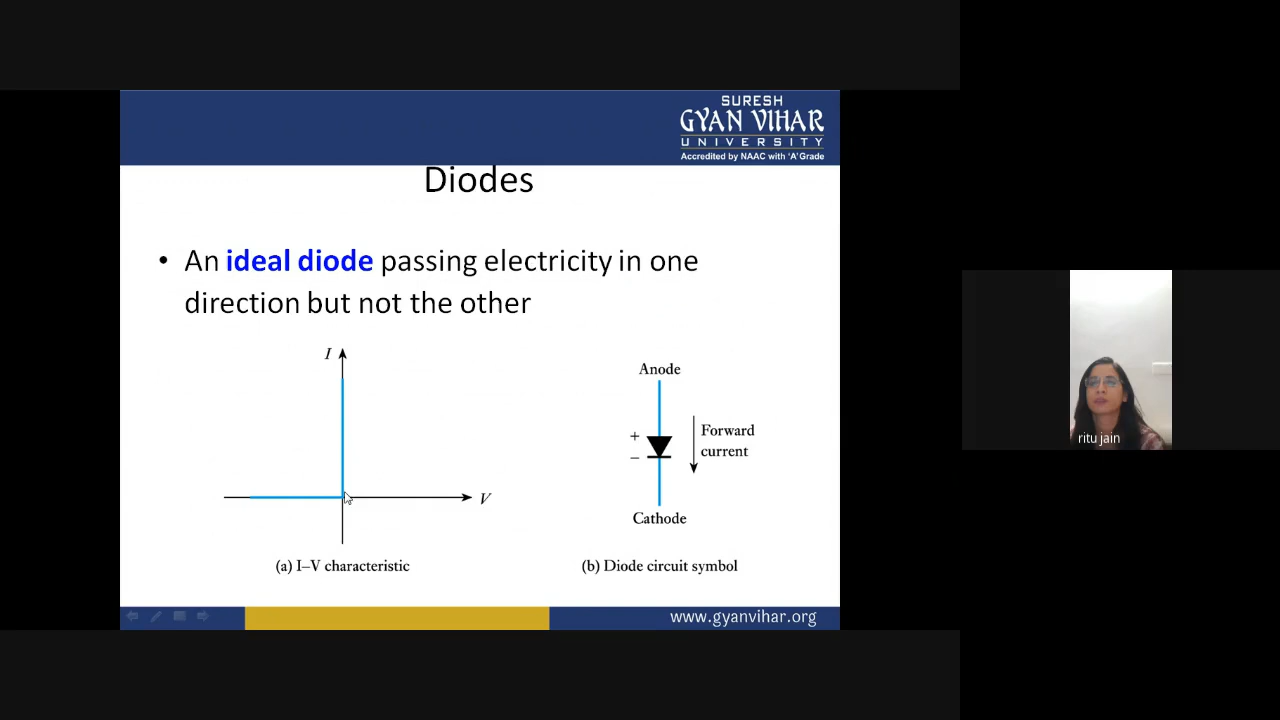 SURESH
GYAN VIHAR
UNIVERSITY
Accredited by NAAC with 'A' Grade
Diodes
• An ideal diode passing electricity in one
direction but not the other
I
V
(a) I–V characteristic
Anode
+
–
Forward
current
Cathode
(b) Diode circuit symbol
www.gyanvihar.org
ritu jain